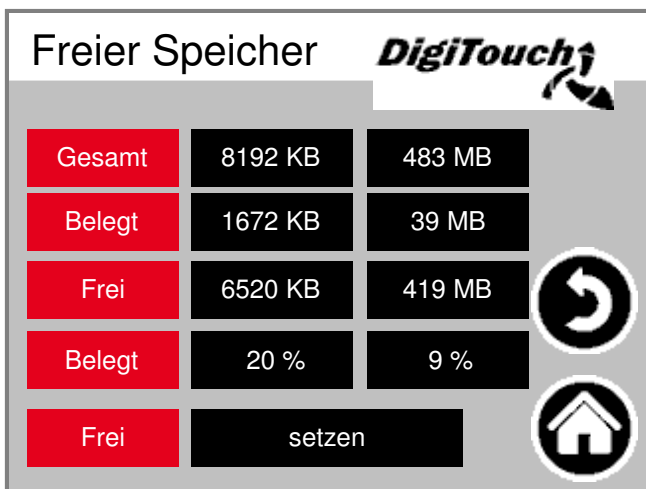 Freier Speicher DigiTouch
Gesamt 8192 KB 483 MB
Belegt 1672 KB 39 MB
Frei 6520 KB 419 MB
Belegt 20 % 9 %
Frei setzen